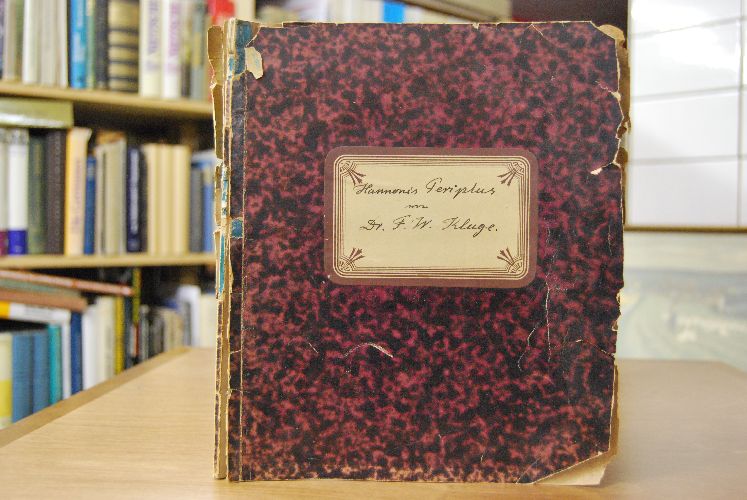 Hannonis Periplus
von
Dr. F. W. Kluge.